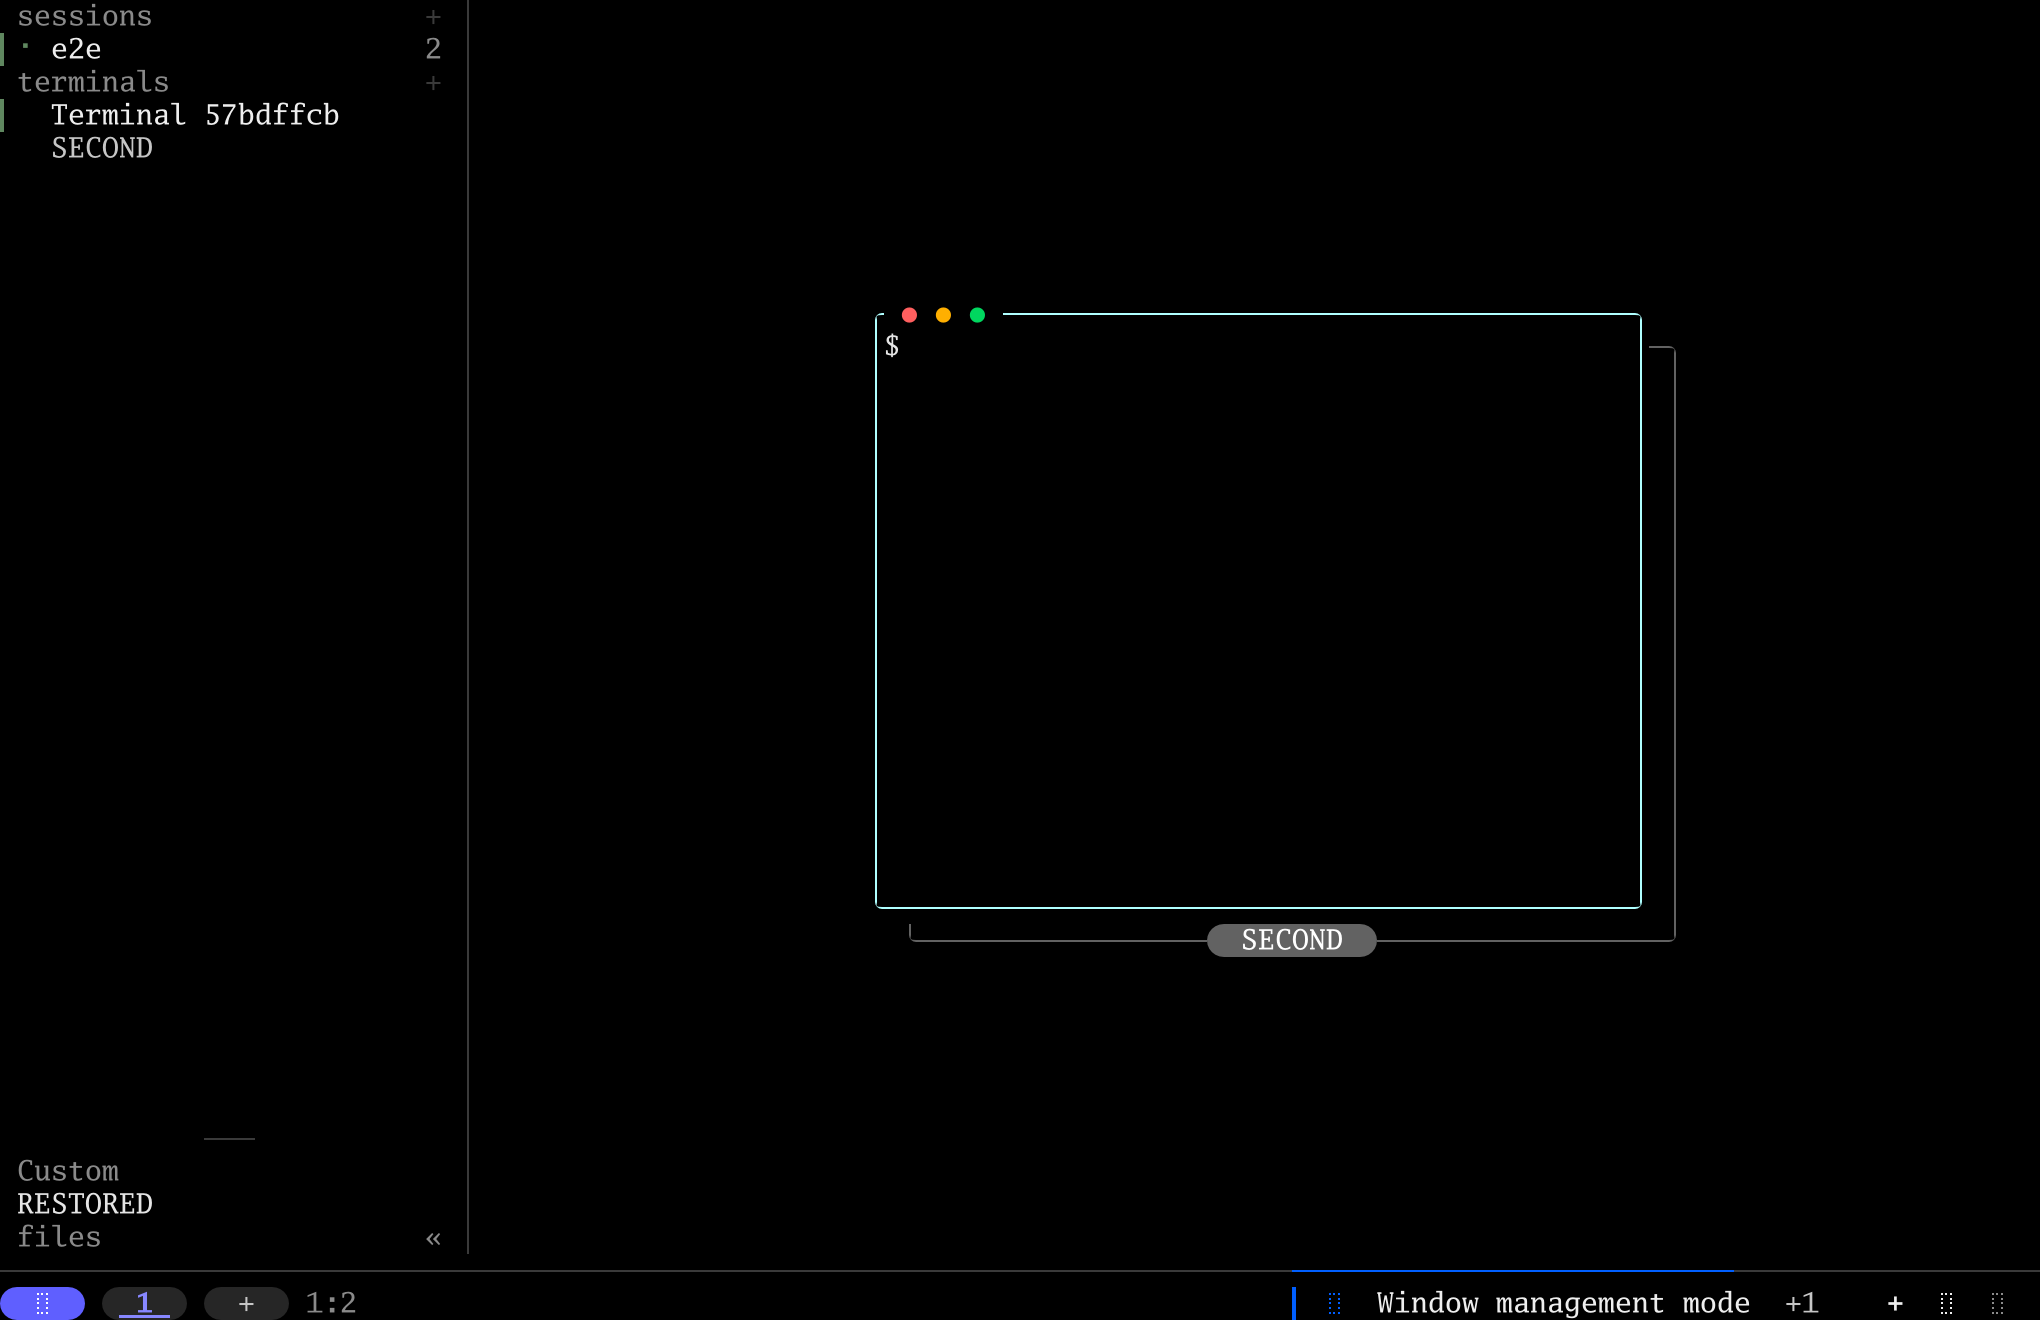 sessions +
· e2e 2
terminals +
Terminal 57bdffcb
SECOND
$
SECOND
Custom
RESTORED
files «
1 + 1:2 Window management mode +1 +